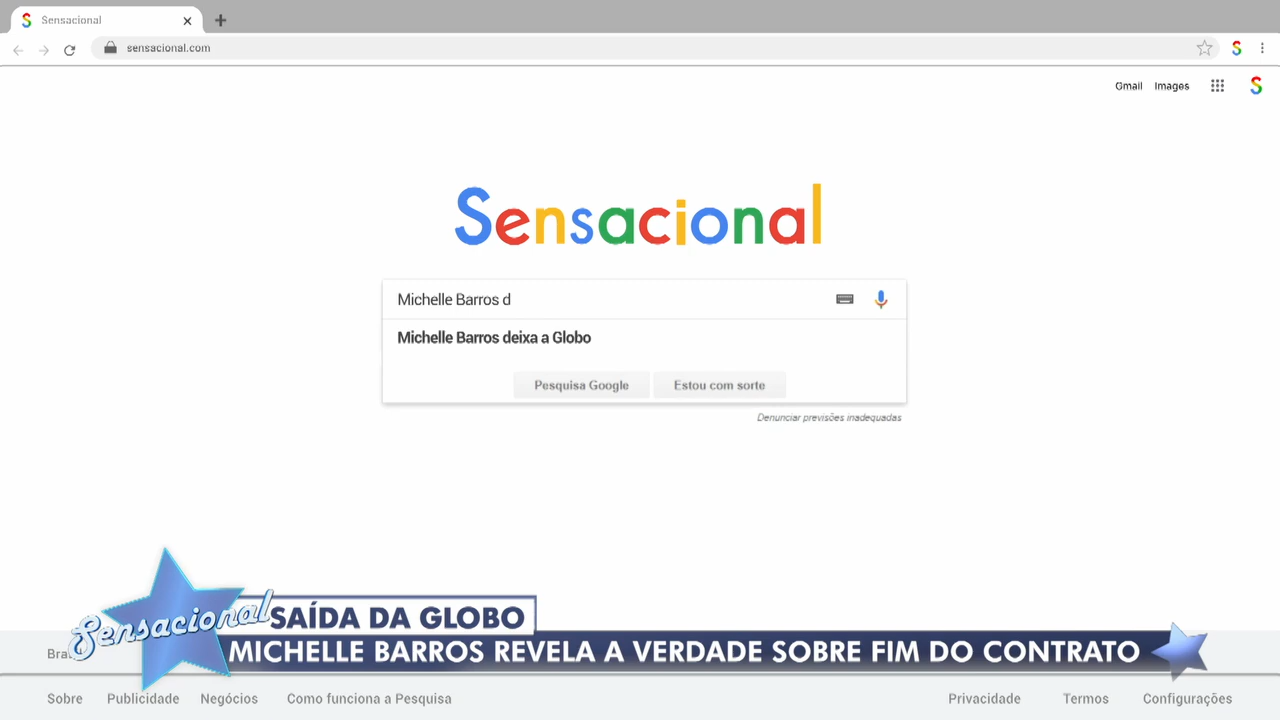 Sensacional
sensacional.com
Gmail Images
Sensacional
Michelle Barros d
Michelle Barros deixa a Globo
Pesquisa Google Estou com sorte
Denunciar previsões inadequadas
Sensacional
SAÍDA DA GLOBO
MICHELLE BARROS REVELA A VERDADE SOBRE FIM DO CONTRATO
Sobre Publicidade Negócios Como funciona a Pesquisa Privacidade Termos Configurações